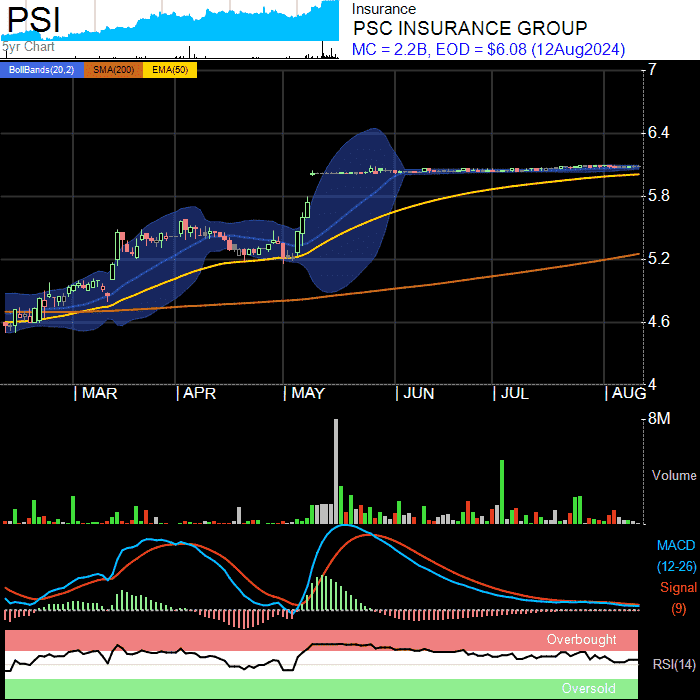 PSI
5yr Chart
Insurance
PSC INSURANCE GROUP
MC = 2.2B, EOD = $6.08 (12Aug2024)
BollBands(20,2) SMA(200) EMA(50)
7
6.4
5.8
5.2
4.6
4
MAR APR MAY JUN JUL AUG
8M
Volume
MACD
(12-26)
Signal
(9)
Overbought
RSI(14)
Oversold